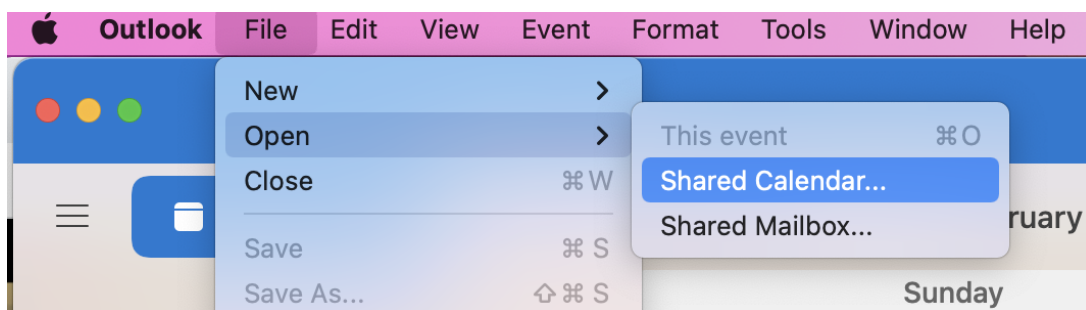 Outlook File Edit View Event Format Tools Window Help
New
Open
This event ⌘O
Close ⌘W
Shared Calendar...
Shared Mailbox...
ruary
Save ⌘ S
Save As... ⇧⌘ S
Sunday